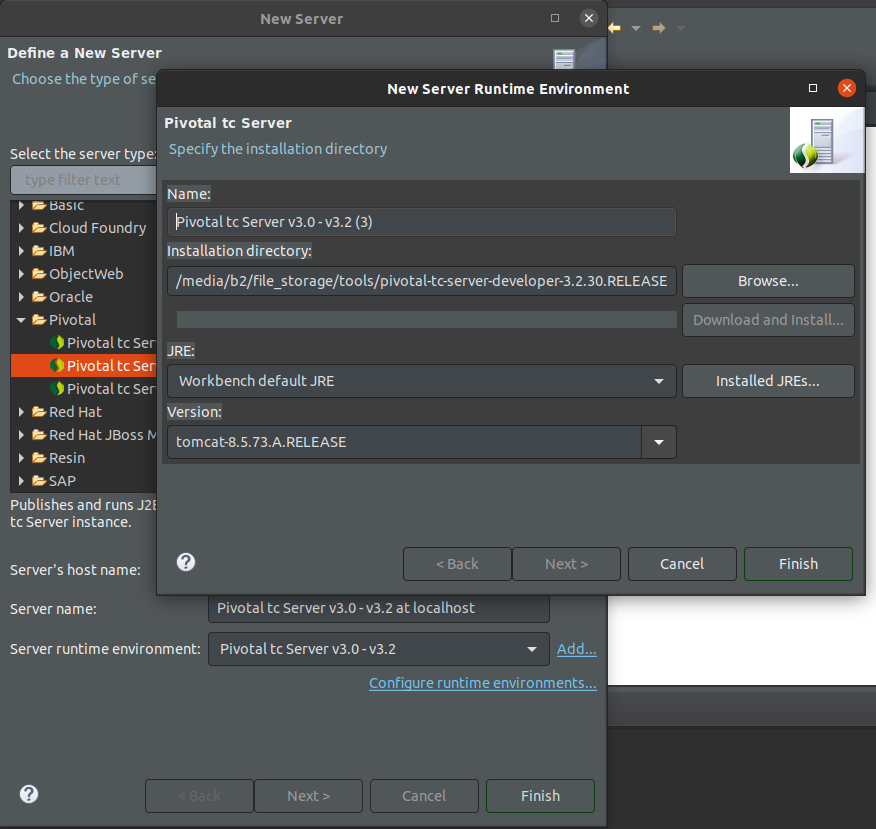 New Server
Define a New Server
Choose the type of se
Select the server type:
type filter text
Basic
Cloud Foundry
IBM
ObjectWeb
Oracle
Pivotal
Pivotal tc Ser
Pivotal tc Ser
Pivotal tc Ser
Red Hat
Red Hat JBoss M
Resin
SAP
Publishes and runs J2E
tc Server instance.
Server's host name:
Server name:
Pivotal tc Server v3.0 - v3.2 at localhost
Server runtime environment:
Pivotal tc Server v3.0 - v3.2
Add...
Configure runtime environments...
?
< Back
Next >
Cancel
Finish
New Server Runtime Environment
Pivotal tc Server
Specify the installation directory
Name:
Pivotal tc Server v3.0 - v3.2 (3)
Installation directory:
/media/b2/file_storage/tools/pivotal-tc-server-developer-3.2.30.RELEASE
Browse...
Download and Install...
JRE:
Workbench default JRE
Installed JREs...
Version:
tomcat-8.5.73.A.RELEASE
?
< Back
Next >
Cancel
Finish